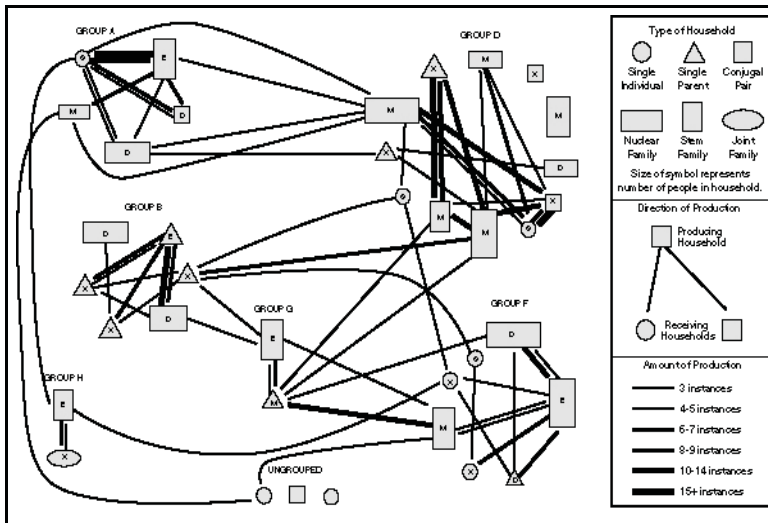 GROUP A
GROUP D
Type of Household
Single Individual
Single Parent
Conjugal Pair
Nuclear Family
Stem Family
Joint Family
Size of symbol represents
number of people in household.
Direction of Production
Producing
Household
Receiving
Households
Amount of Production
3 instances
4-5 instances
6-7 instances
8-9 instances
10-14 instances
15+ instances
E
M
D
D
M
M
X
M
M
X
X
D
X
M
M
GROUP B
D
E
X
X
X
D
GROUP G
E
M
GROUP F
D
X
E
M
X
D
GROUP H
E
X
UNGROUPED